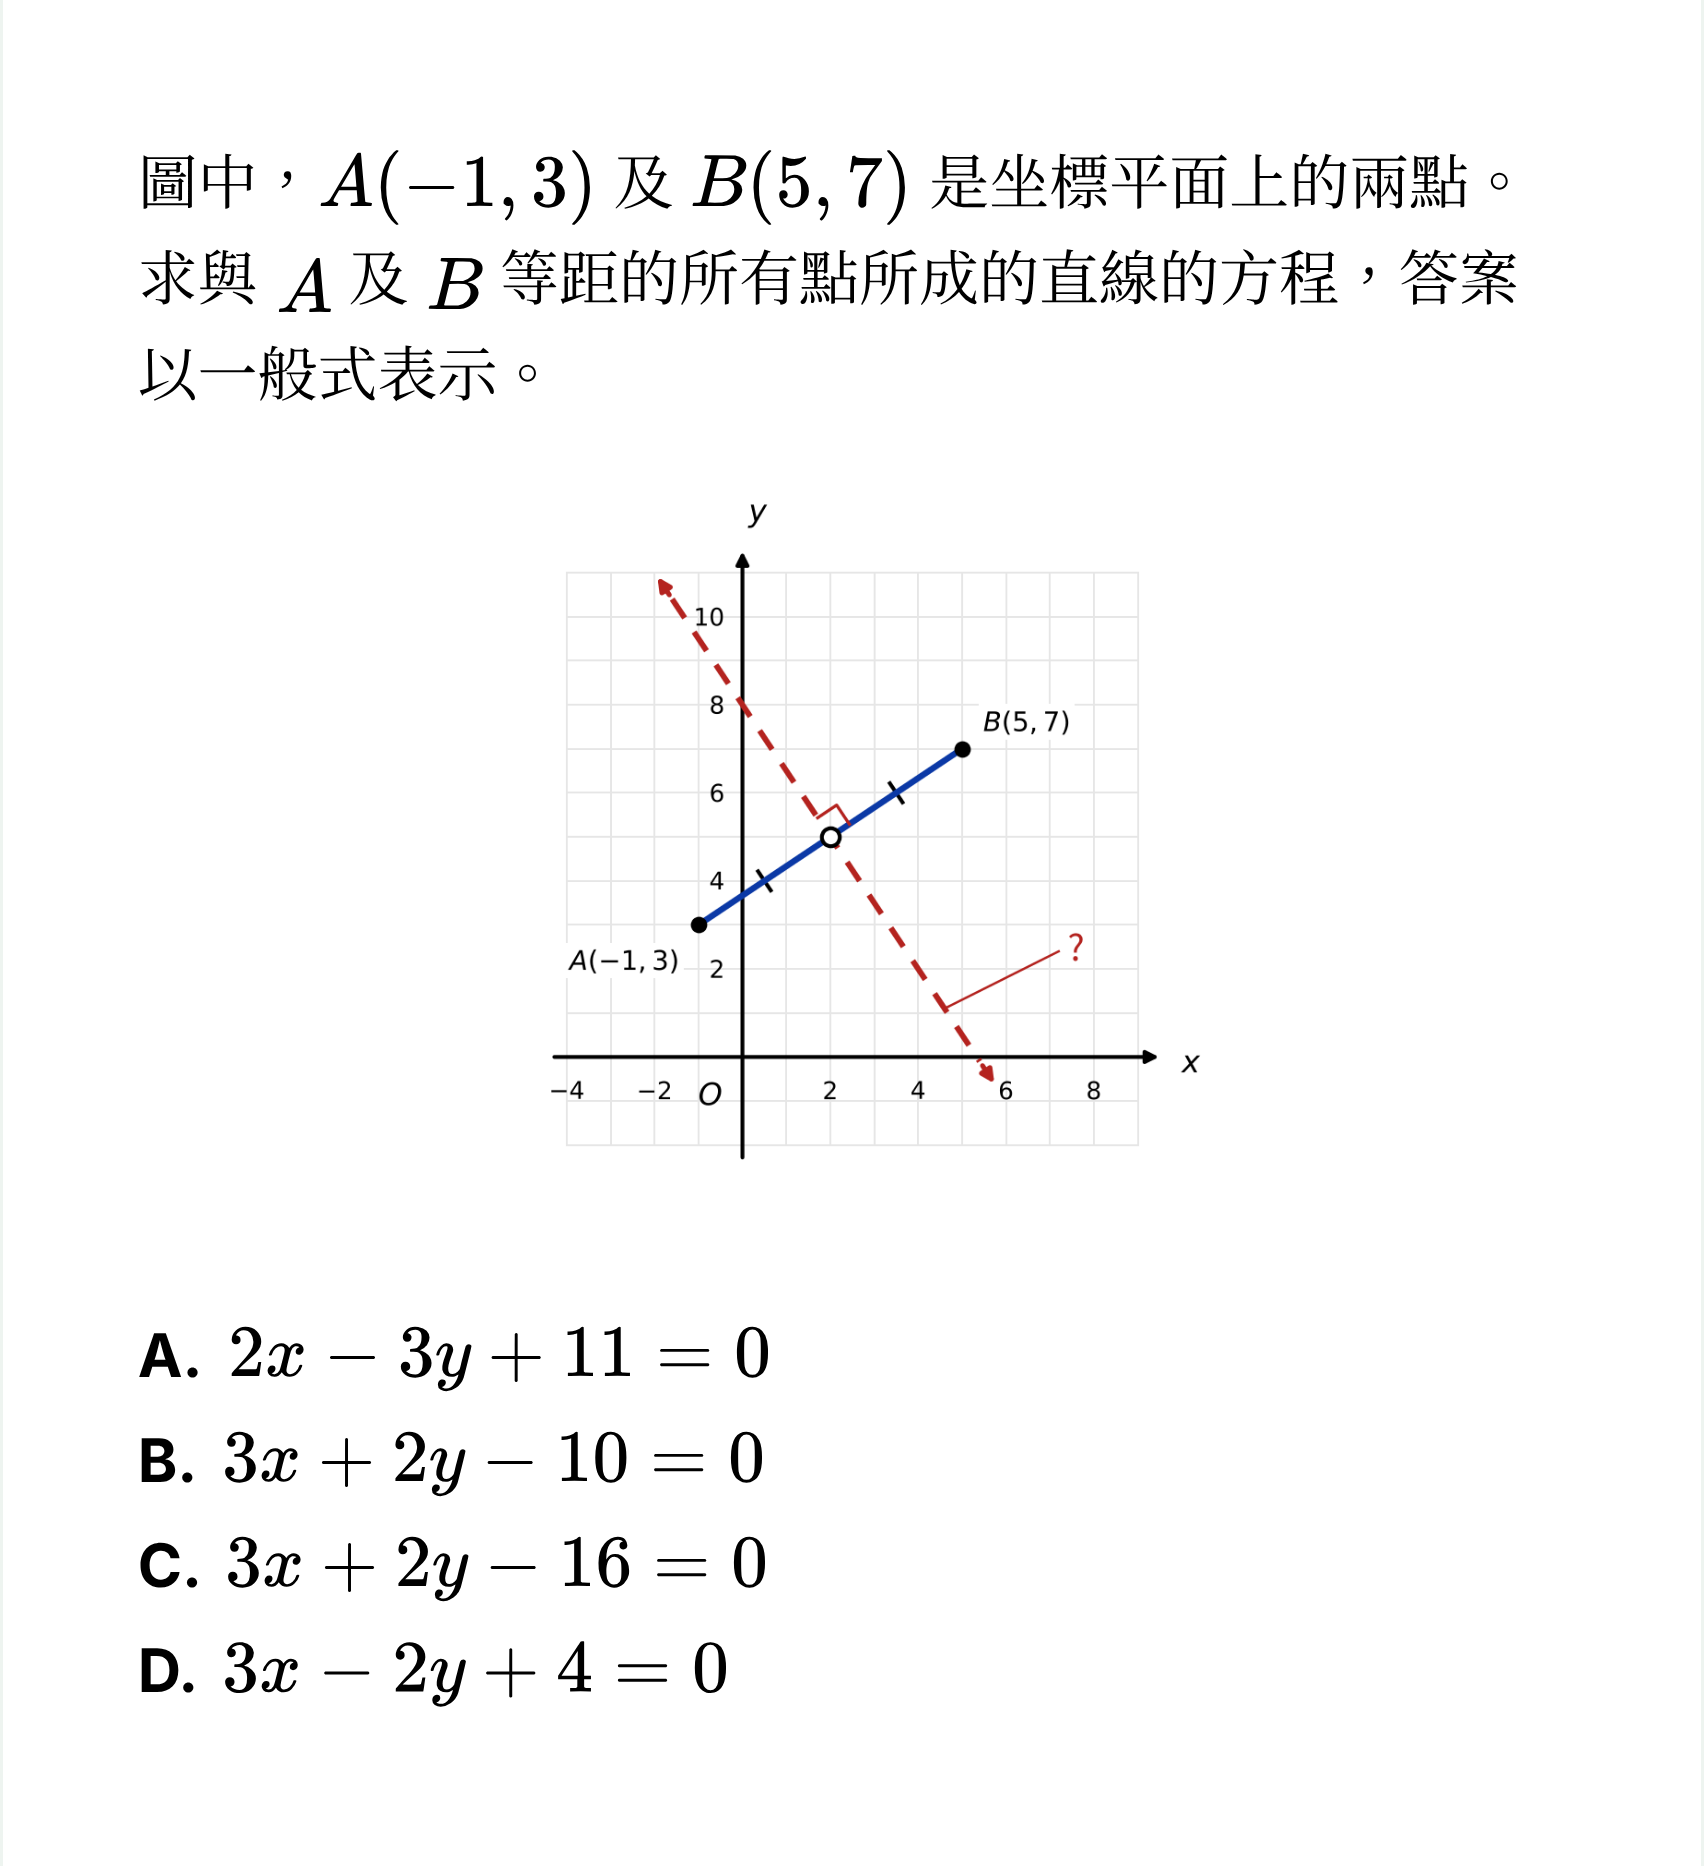 圖中，A(−1, 3) 及 B(5, 7) 是坐標平面上的兩點。
求與 A 及 B 等距的所有點所成的直線的方程，答案
以一般式表示。
y
10
8
B(5, 7)
6
4
?
A(−1, 3)
2
x
−4 −2 O 2 4 6 8
A. 2x − 3y + 11 = 0
B. 3x + 2y − 10 = 0
C. 3x + 2y − 16 = 0
D. 3x − 2y + 4 = 0